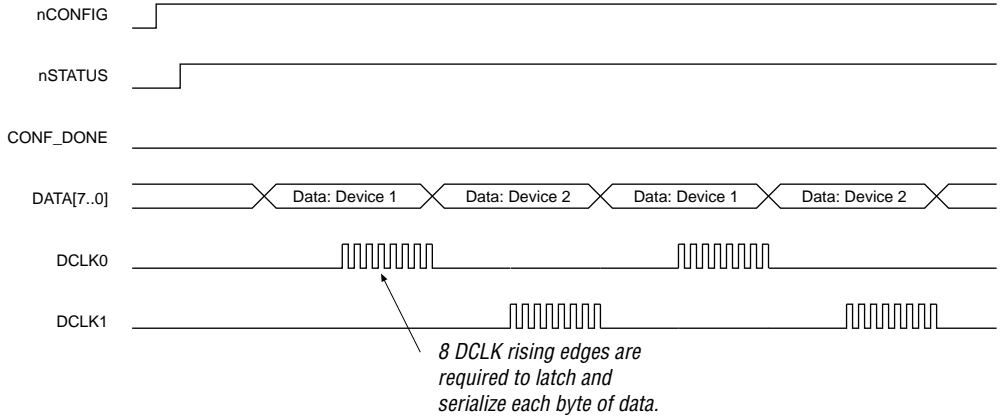 nCONFIG
nSTATUS
CONF_DONE
DATA[7..0]
Data: Device 1
Data: Device 2
Data: Device 1
Data: Device 2
DCLK0
DCLK1
8 DCLK rising edges are
required to latch and
serialize each byte of data.